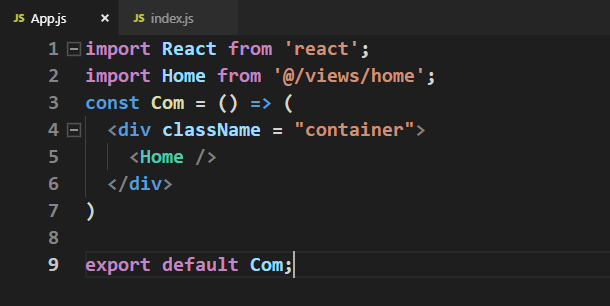 JS App.js × JS index.js
1 import React from 'react';
2 import Home from '@/views/home';
3 const Com = () => (
4   <div className = "container">
5     <Home />
6   </div>
7 )
8
9 export default Com;